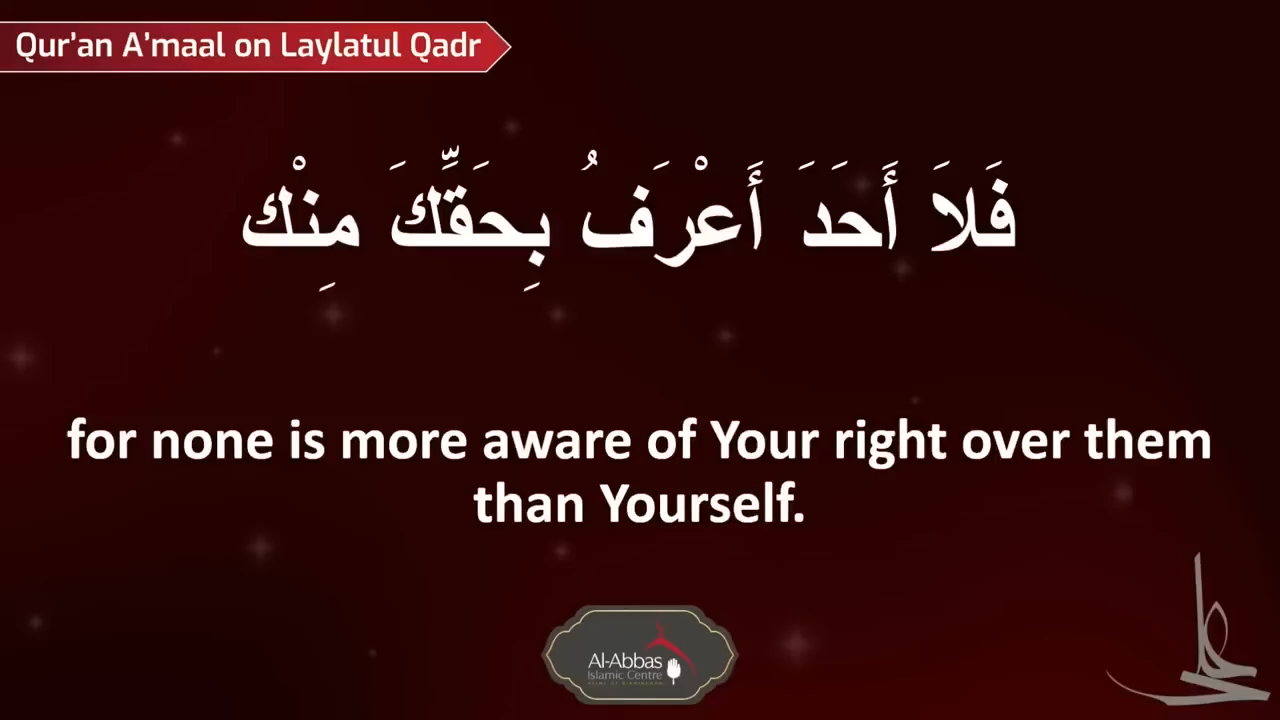 Qur'an A'maal on Laylatul Qadr
فَلاَ أَحَدَ أَعْرَفُ بِحَقِّكَ مِنْك
for none is more aware of Your right over them
than Yourself.
Al-Abbas
Islamic Centre